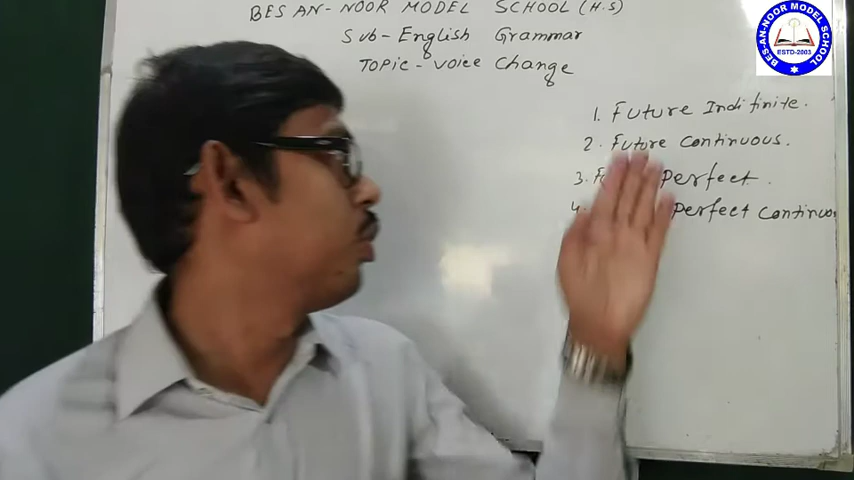 BES AN-NOOR MODEL SCHOOL (H.S)
Sub-English Grammar
TOPIC-Voice Change
1. Future Indifinite.
2. Future Continuous.
3. Perfect.
4. Perfect Continuo
BES-AN-NOOR MODEL SCHOOL
ESTD-2003